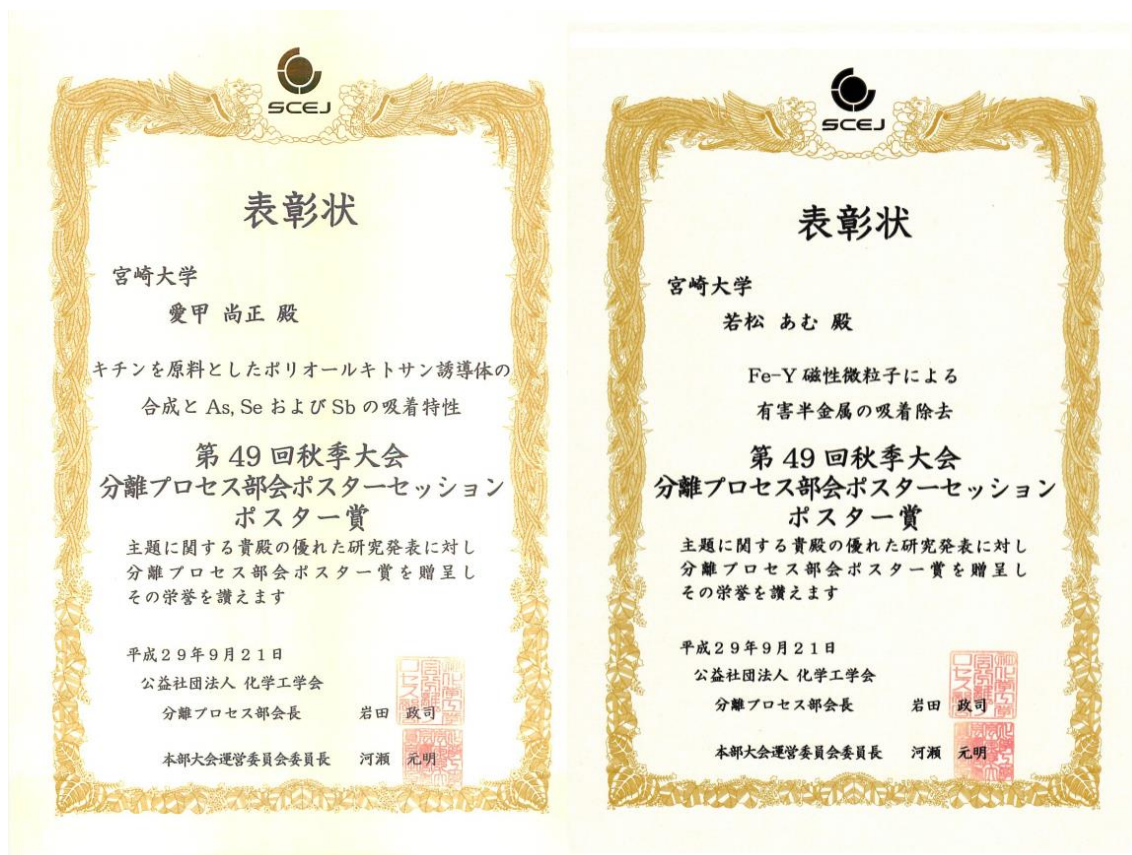 SCEJ
表彰状
宮崎大学
愛甲 尚正 殿
キチンを原料としたポリオールキトサン誘導体の
合成と As, Se および Sb の吸着特性
第 49 回秋季大会
分離プロセス部会ポスターセッション
ポスター賞
主題に関する貴殿の優れた研究発表に対し
分離プロセス部会ポスター賞を贈呈し
その栄誉を讃えます
平成29年9月21日
公益社団法人 化学工学会
分離プロセス部会長 岩田 政司
本部大会運営委員会委員長 河瀬 元明
SCEJ
表彰状
宮崎大学
若松 あむ 殿
Fe-Y 磁性微粒子による
有害半金属の吸着除去
第 49 回秋季大会
分離プロセス部会ポスターセッション
ポスター賞
主題に関する貴殿の優れた研究発表に対し
分離プロセス部会ポスター賞を贈呈し
その栄誉を讃えます
平成29年9月21日
公益社団法人 化学工学会
分離プロセス部会長 岩田 政司
本部大会運営委員会委員長 河瀬 元明